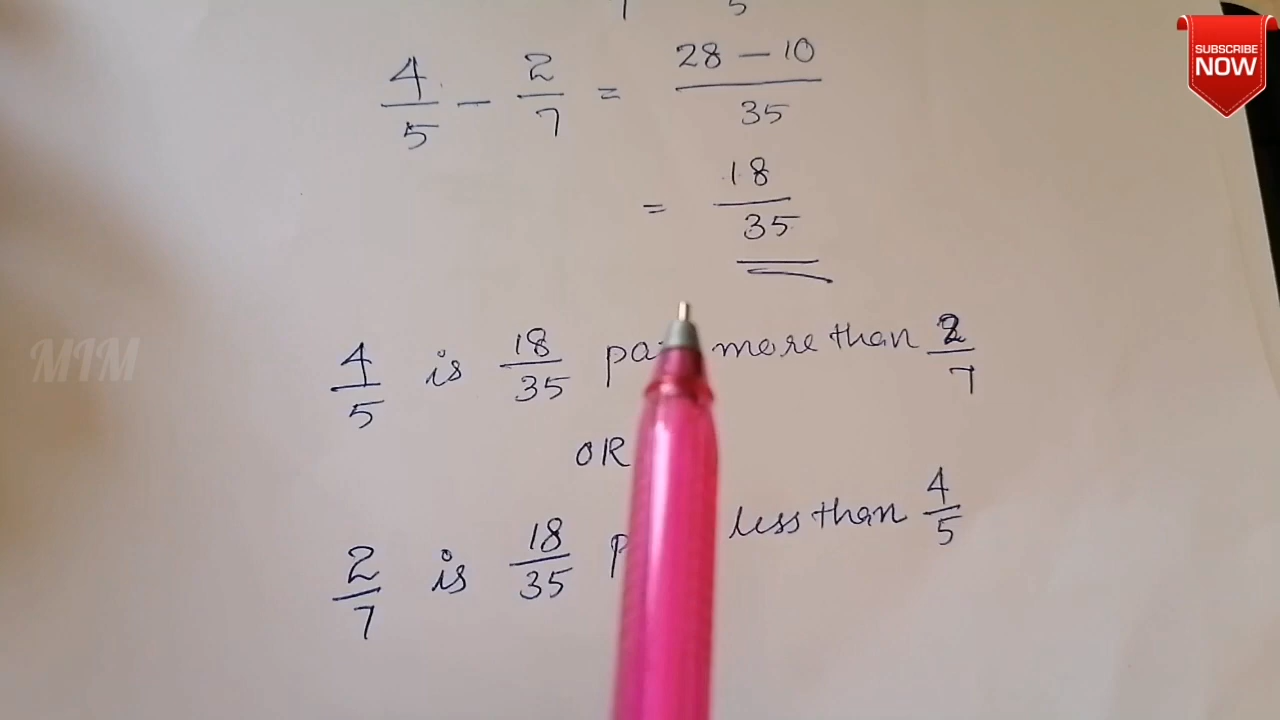 SUBSCRIBE
NOW
4/5 - 2/7 = 28 - 10/35
= 18/35
4/5 is 18/35 more than 2/7
OR
2/7 is 18/35 less than 4/5
MIM